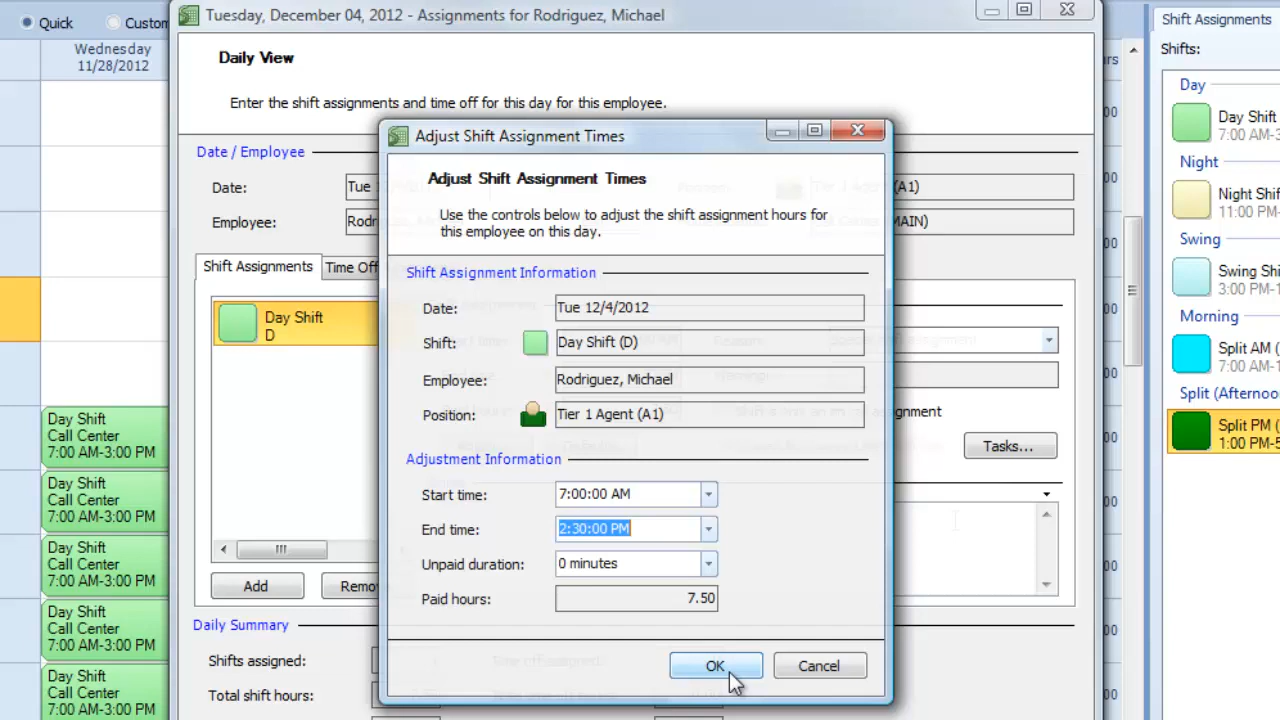 Quick
Custom
Wednesday
11/28/2012
Day Shift
Call Center
7:00 AM-3:00 PM
Day Shift
Call Center
7:00 AM-3:00 PM
Day Shift
Call Center
7:00 AM-3:00 PM
Day Shift
Call Center
7:00 AM-3:00 PM
Day Shift
Call Center
7:00 AM-3:00 PM
Tuesday, December 04, 2012 - Assignments for Rodriguez, Michael
Daily View
Enter the shift assignments and time off for this day for this employee.
Date / Employee
Date:
Tue
Employee:
Tier 1 Agent (A1)
MAIN)
Shift Assignments
Time Off
Day Shift
D
assignment
Tasks...
Add
Remo
Daily Summary
Shifts assigned:
Total shift hours:
Adjust Shift Assignment Times
Adjust Shift Assignment Times
Use the controls below to adjust the shift assignment hours for
this employee on this day.
Shift Assignment Information
Date:
Tue 12/4/2012
Shift:
Day Shift (D)
Employee:
Rodriguez, Michael
Position:
Tier 1 Agent (A1)
Adjustment Information
Start time:
7:00:00 AM
End time:
2:30:00 PM
Unpaid duration:
0 minutes
Paid hours:
7.50
OK
Cancel
Shift Assignments
Shifts:
Day
Day Shift
7:00 AM-3
Night
Night Shif
11:00 PM-
Swing
Swing Shi
3:00 PM-1
Morning
Split AM (
7:00 AM-1
Split (Afternoo
Split PM (
1:00 PM-5